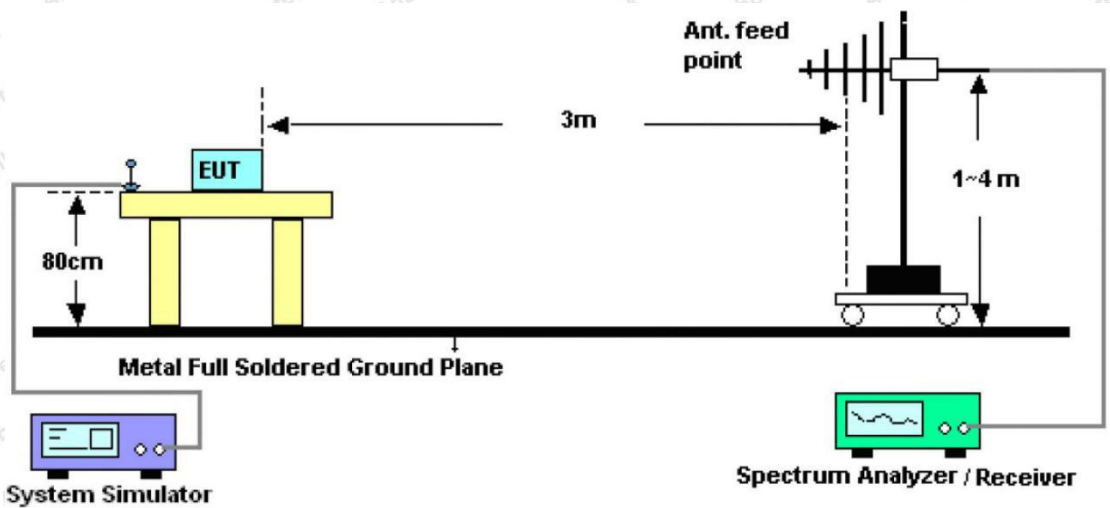 Ant. feed
point
3m
EUT
1~4 m
80cm
Metal Full Soldered Ground Plane
System Simulator
Spectrum Analyzer / Receiver